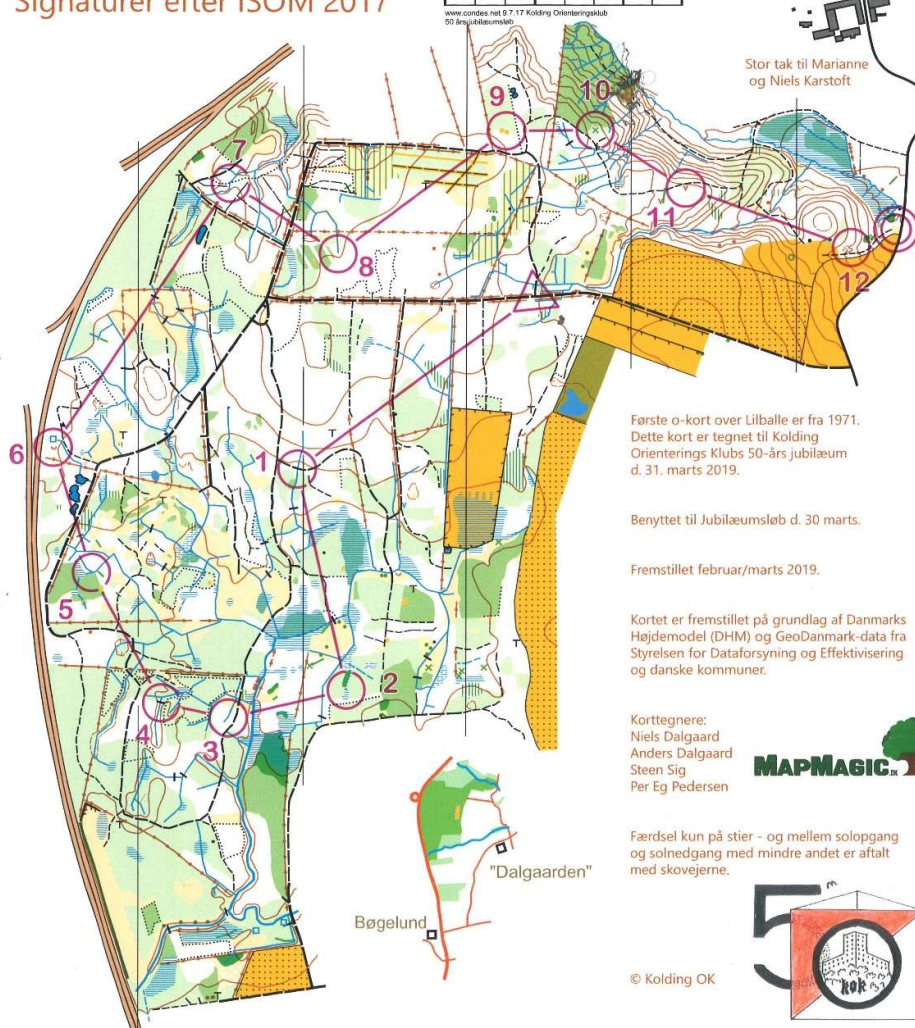 Signaturer efter ISOM 2017
www.condes.net 9.7.17 Kolding Orienteringsklub
50 årsjubilæumsløb
Stor tak til Marianne
og Niels Karstoft
9
10
7
11
8
12
6
1
5
2
4
3
Første o-kort over Lilballe er fra 1971.
Dette kort er tegnet til Kolding
Orienterings Klubs 50-års jubilæum
d. 31. marts 2019.
Benyttet til Jubilæumsløb d. 30 marts.
Fremstillet februar/marts 2019.
Kortet er fremstillet på grundlag af Danmarks
Højdemodel (DHM) og GeoDanmark-data fra
Styrelsen for Dataforsyning og Effektivisering
og danske kommuner.
Korttegnere:
Niels Dalgaard
Anders Dalgaard
Steen Sig
Per Eg Pedersen
MAPMAGIC.DK
Færdsel kun på stier - og mellem solopgang
og solnedgang med mindre andet er aftalt
med skovejerne.
"Dalgaarden"
Bøgelund
50
kok
© Kolding OK